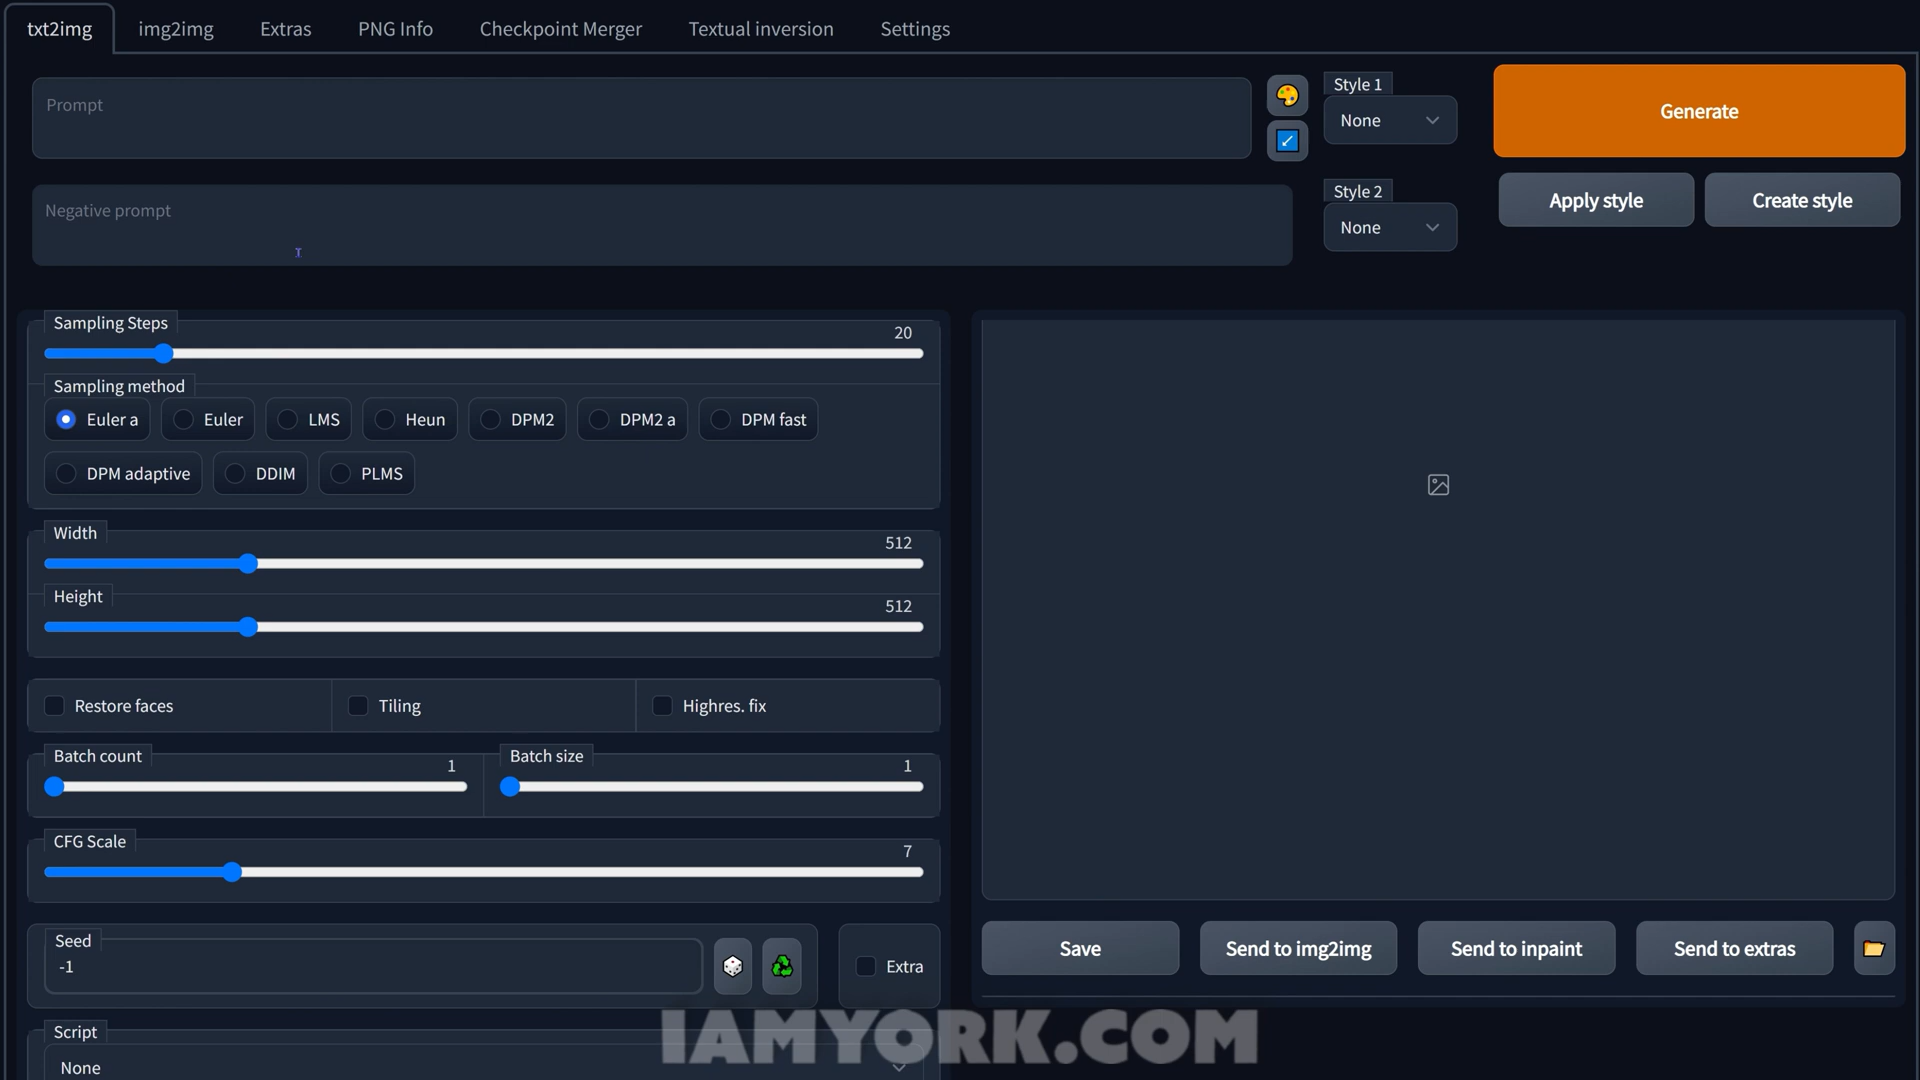 txt2img
img2img
Extras
PNG Info
Checkpoint Merger
Textual inversion
Settings
Prompt
Style 1
None
Generate
Negative prompt
Style 2
None
Apply style
Create style
Sampling Steps
20
Sampling method
Euler a
Euler
LMS
Heun
DPM2
DPM2 a
DPM fast
DPM adaptive
DDIM
PLMS
Width
512
Height
512
Restore faces
Tiling
Highres. fix
Batch count
1
Batch size
1
CFG Scale
7
Seed
-1
Extra
Save
Send to img2img
Send to inpaint
Send to extras
Script
None
IAMYORK.COM